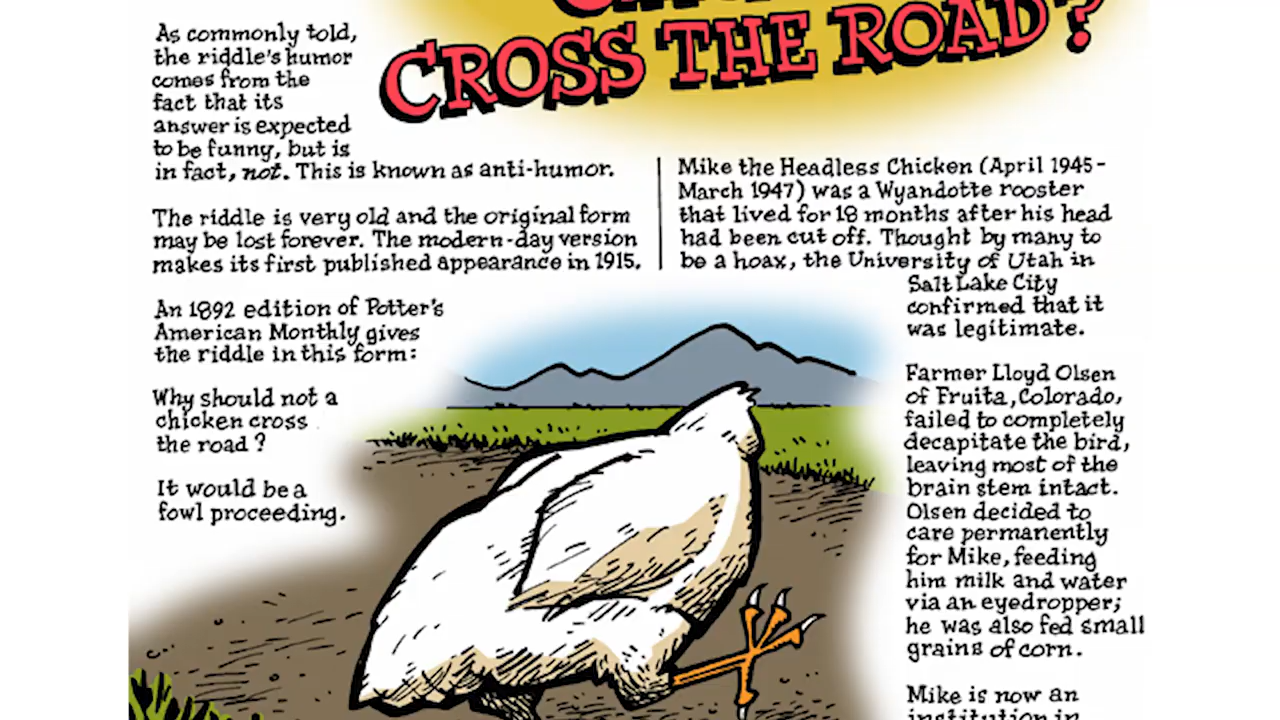 CROSS THE ROAD?
As commonly told,
the riddle's humor
comes from the
fact that its
answer is expected
to be funny, but is
in fact, not. This is known as anti-humor.
The riddle is very old and the original form
may be lost forever. The modern-day version
makes its first published appearance in 1915.
An 1892 edition of Potter's
American Monthly gives
the riddle in this form:
Why should not a
chicken cross
the road?
It would be a
fowl proceeding.
Mike the Headless Chicken (April 1945-
March 1947) was a Wyandotte rooster
that lived for 18 months after his head
had been cut off. Thought by many to
be a hoax, the University of Utah in
Salt Lake City
confirmed that it
was legitimate.
Farmer Lloyd Olsen
of Fruita, Colorado,
failed to completely
decapitate the bird,
leaving most of the
brain stem intact.
Olsen decided to
care permanently
for Mike, feeding
him milk and water
via an eyedropper;
he was also fed small
grains of corn.
Mike is now an
institution in